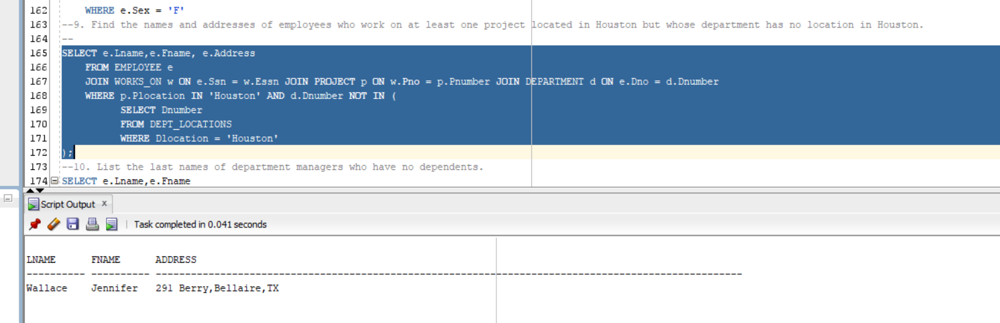 162 WHERE e.Sex = 'F'
163 --9. Find the names and addresses of employees who work on at least one project located in Houston but whose department has no location in Houston.
164 --
165 SELECT e.Lname,e.Fname, e.Address
166 FROM EMPLOYEE e
167 JOIN WORKS_ON w ON e.Ssn = w.Essn JOIN PROJECT p ON w.Pno = p.Pnumber JOIN DEPARTMENT d ON e.Dno = d.Dnumber
168 WHERE p.Plocation IN 'Houston' AND d.Dnumber NOT IN (
169 SELECT Dnumber
170 FROM DEPT_LOCATIONS
171 WHERE Dlocation = 'Houston'
172 );
173 --10. List the last names of department managers who have no dependents.
174 SELECT e.Lname,e.Fname
Script Output x
Task completed in 0.041 seconds
LNAME FNAME ADDRESS
---------- ---------- ----------------------------------------------------------------------------------------------------
Wallace Jennifer 291 Berry,Bellaire,TX